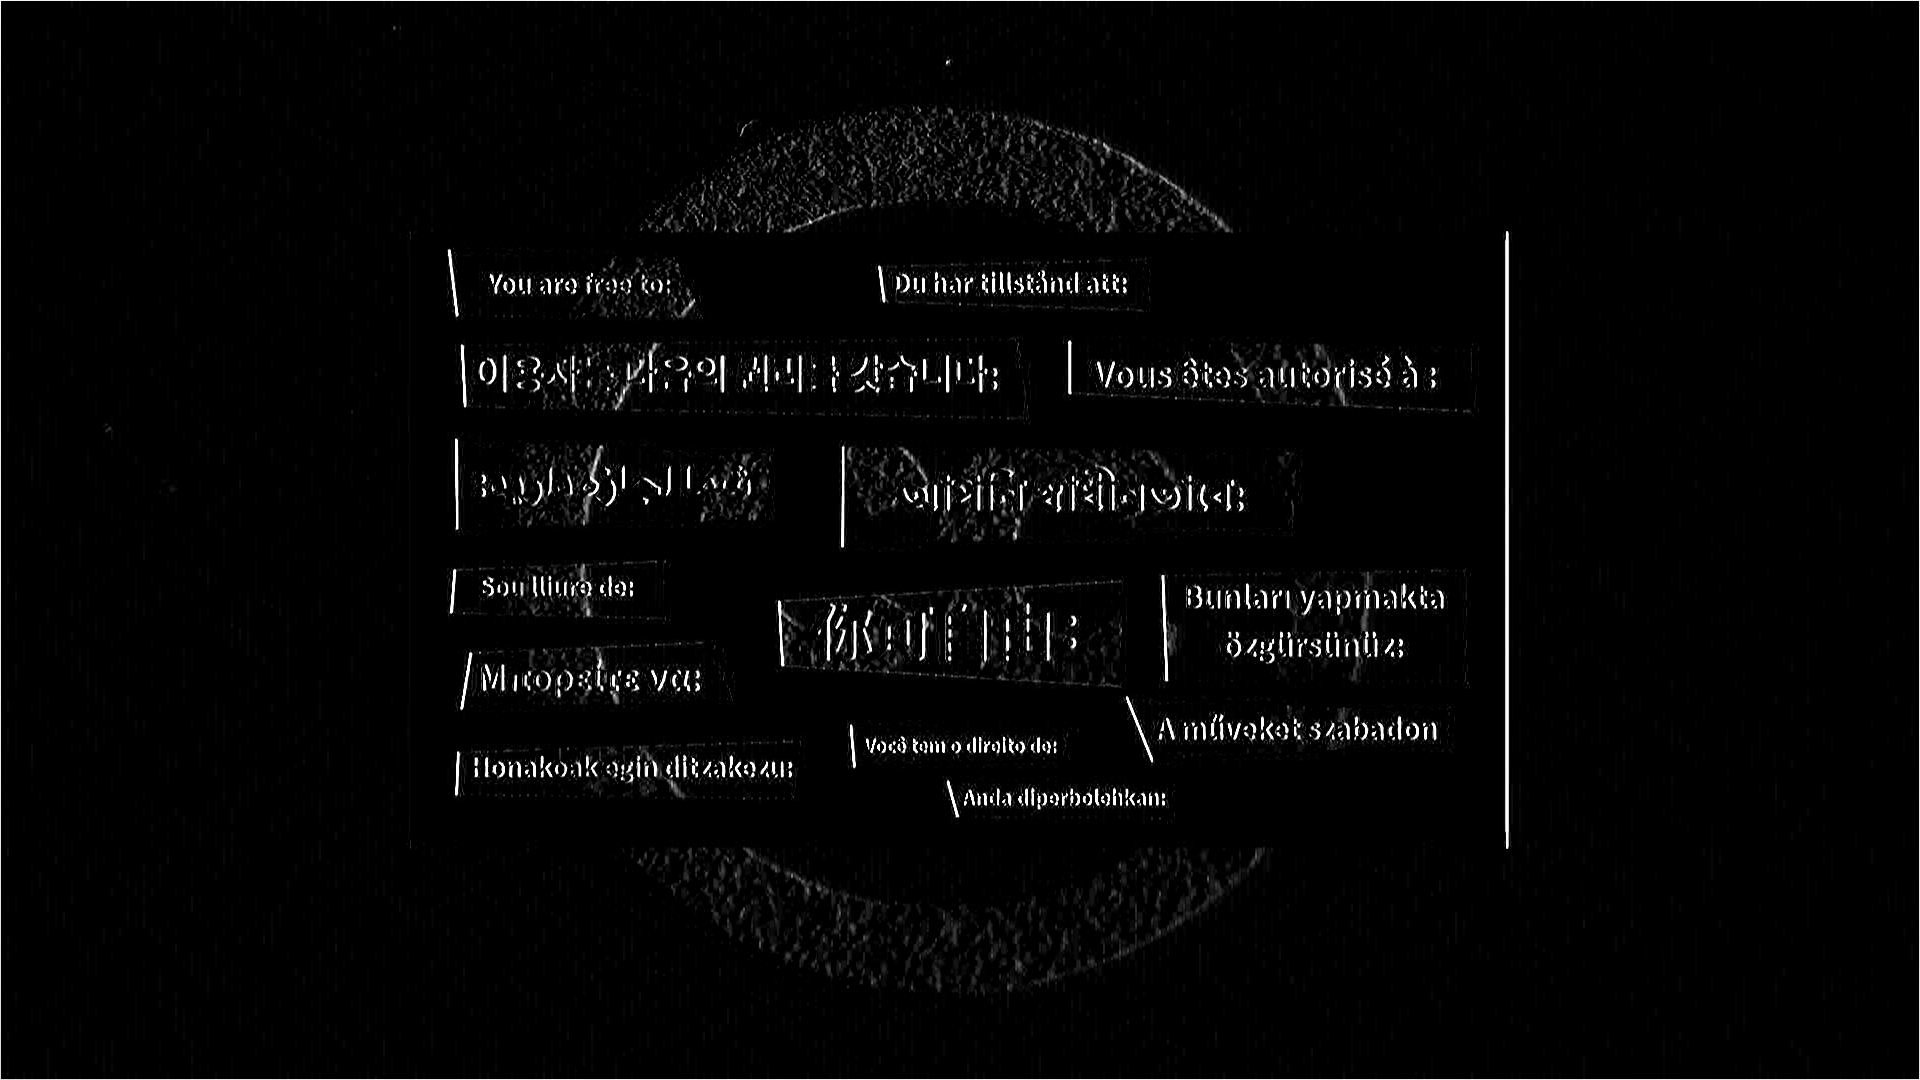 You are free to:
Du har tillstånd att:
이용자는 다음의 권리를 갖습니다:
Vous êtes autorisé à :
আপনি স্বাধীনভাবে:
Sou lliure de:
你可自由:
Bunları yapmakta
özgürsünüz:
Μπορείτε να:
A műveket szabadon
Você tem o direito de:
Honakoak egin ditzakezu:
Anda diperbolehkan: